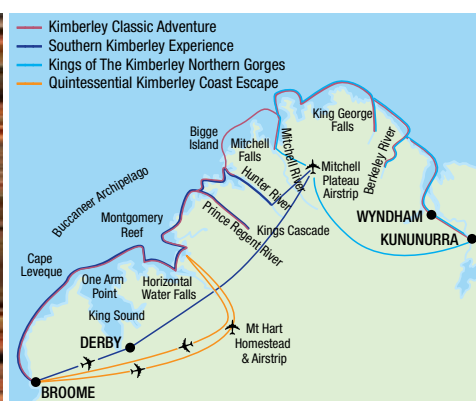 Kimberley Classic Adventure
Southern Kimberley Experience
Kings of The Kimberley Northern Gorges
Quintessential Kimberley Coast Escape
King George
Falls
Bigge
Island
Mitchell
Falls
Mitchell River
Berkeley River
Mitchell
Plateau
Airstrip
Hunter River
Buccaneer Archipelago
WYNDHAM
Montgomery
Reef
Prince Regent River
Kings Cascade
KUNUNURRA
Cape
Leveque
One Arm
Point
Horizontal
Water Falls
King Sound
Mt Hart
Homestead
& Airstrip
DERBY
BROOME